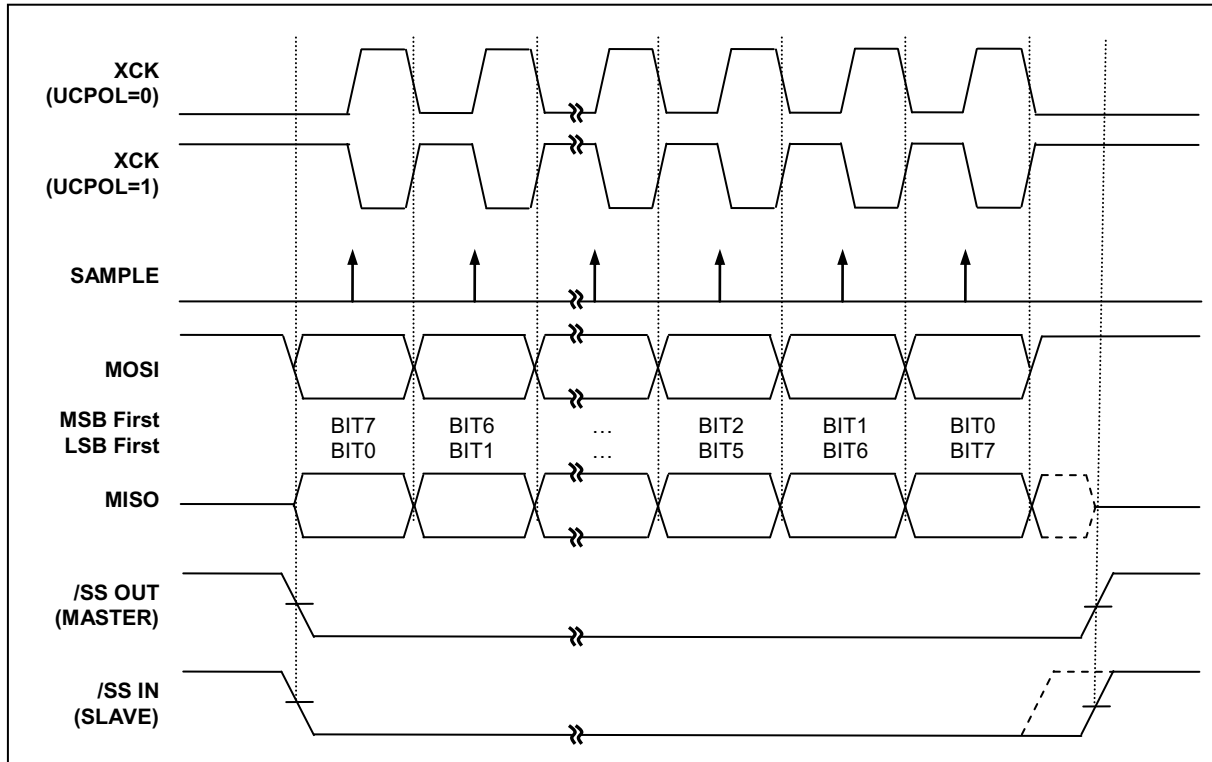 XCK
(UCPOL=0)
XCK
(UCPOL=1)
SAMPLE
MOSI
MSB First BIT7 BIT6 ... BIT2 BIT1 BIT0
LSB First BIT0 BIT1 ... BIT5 BIT6 BIT7
MISO
/SS OUT
(MASTER)
/SS IN
(SLAVE)